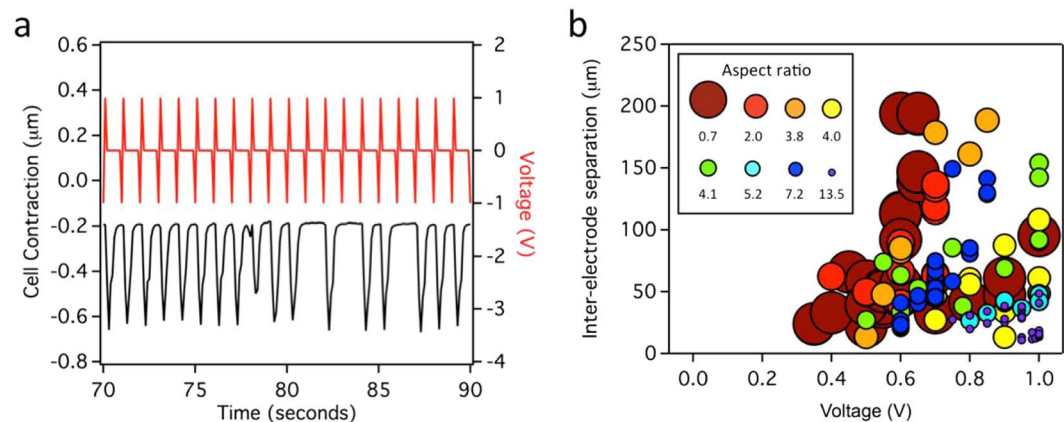 a
0.6
0.4
0.2
0.0
-0.2
-0.4
-0.6
-0.8
Cell Contraction (μm)
2
1
0
-1
-2
-3
-4
Voltage (V)
70
75
80
85
90
Time (seconds)
b
250
200
150
100
50
0
Inter-electrode separation (μm)
Aspect ratio
0.7 2.0 3.8 4.0
4.1 5.2 7.2 13.5
0.0 0.2 0.4 0.6 0.8 1.0
Voltage (V)